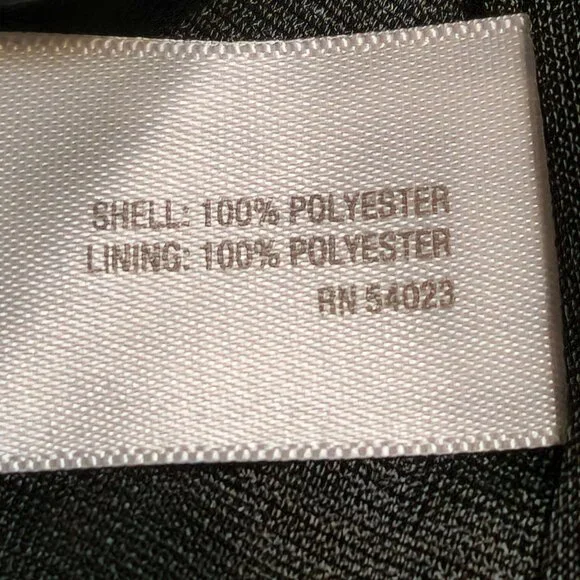 SHELL: 100% POLYESTER
LINING: 100% POLYESTER
RN 54023